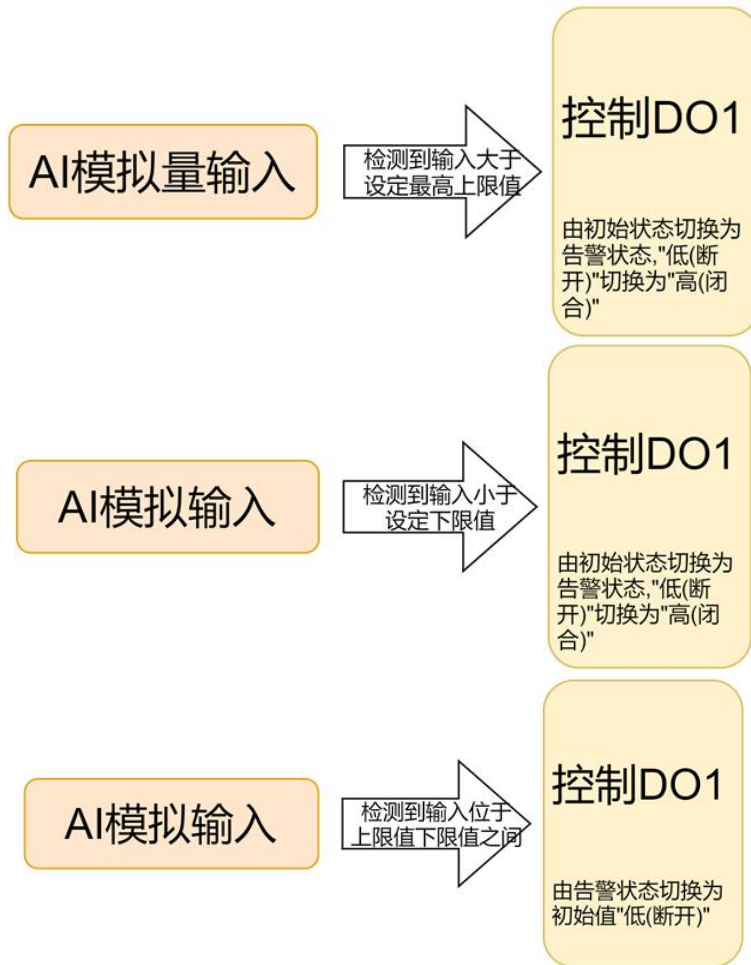 AI模拟量输入
检测到输入大于
设定最高上限值
控制DO1
由初始状态切换为
告警状态,"低(断
开)"切换为"高(闭
合)"
AI模拟输入
检测到输入小于
设定下限值
控制DO1
由初始状态切换为
告警状态,"低(断
开)"切换为"高(闭
合)"
AI模拟输入
检测到输入位于
上限值下限值之间
控制DO1
由告警状态切换为
初始值"低(断开)"